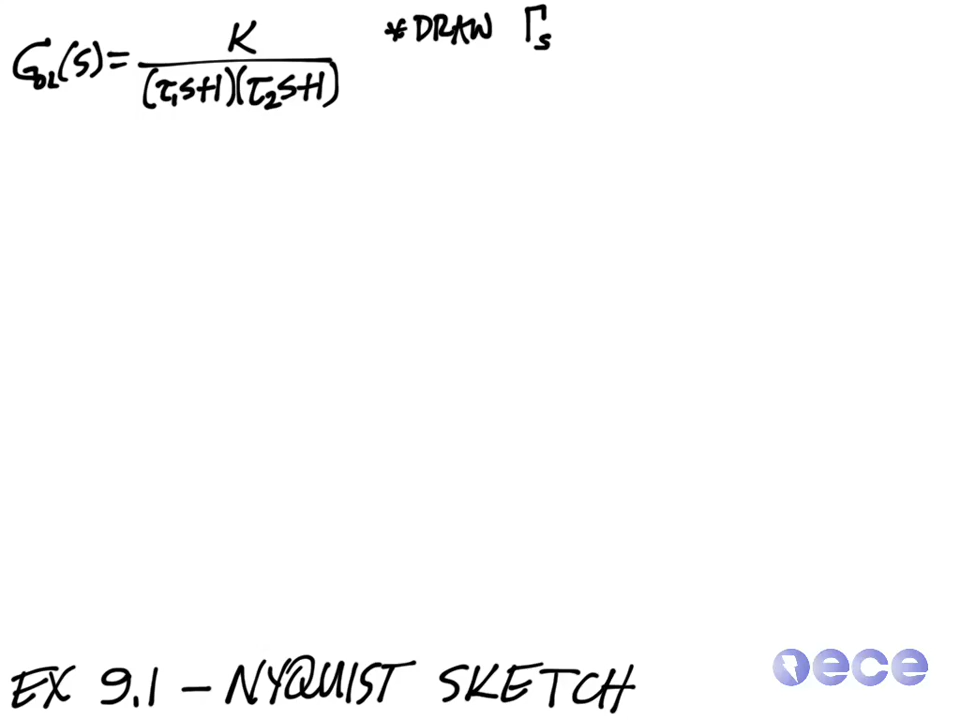 G_OL(s) = K / ((τ₁s+1)(τ₂s+1))
*DRAW Γ_s
EX 9.1 – NYQUIST SKETCH
ece